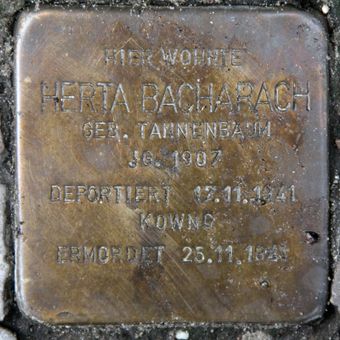 HIER WOHNTE
HERTA BACHARACH
GEB. TANNENBAUM
JG. 1907
DEPORTIERT 17.11.1941
KOWNO
ERMORDET 25.11.1941